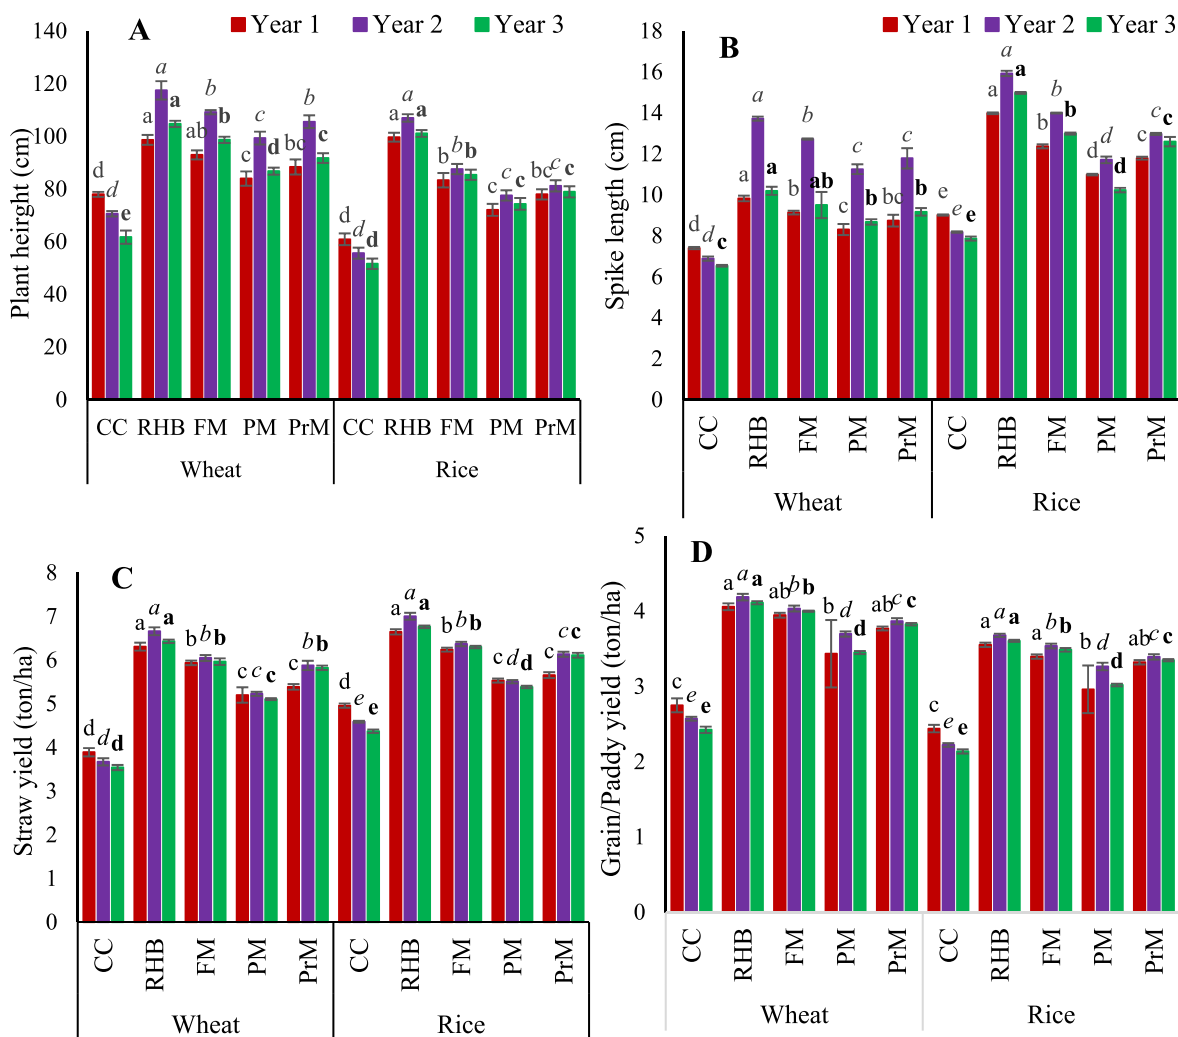 A
Year 1 Year 2 Year 3
140
120
100
80
60
40
20
0
Plant heirght (cm)
d d e
a a a
ab b b
c c d
bc b c
d d d
a a a
b b b
c c c
bc c c
CC RHB FM PM PrM CC RHB FM PM PrM
Wheat Rice
B
Year 1 Year 2 Year 3
18
16
14
12
10
8
6
4
2
0
Spike length (cm)
d d c
a a a
b b ab
c c b
bc c b
e e e
a a a
b b b
d d d
c c c
CC RHB FM PM PrM CC RHB FM PM PrM
Wheat Rice
C
8
7
6
5
4
3
2
1
0
Straw yield (ton/ha)
d d d
a a a
b b b
c c c
c b b
d e e
a a a
b b b
c d d
c c c
CC RHB FM PM PrM CC RHB FM PM PrM
Wheat Rice
D
5
4
3
2
1
0
Grain/Paddy yield (ton/ha)
c e e
a a a
ab b b
b d d
ab c c
c e e
a a a
a b b
b d d
ab c c
CC RHB FM PM PrM CC RHB FM PM PrM
Wheat Rice